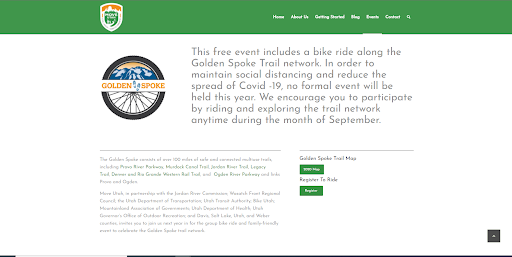 Home About Us Getting Started Blog Events Contact
This free event includes a bike ride along the
Golden Spoke Trail network. In order to
maintain social distancing and reduce the
spread of Covid -19, no formal event will be
held this year. We encourage you to participate
by riding and exploring the trail network
anytime during the month of September.
GOLDEN SPOKE
The Golden Spoke consists of over 100 miles of safe and connected multiuse trails
including Provo River Parkway, Murdock Canal Trail, Jordan River Trail, Legacy
Trail, Denver and Rio Grande Western Rail Trail, and Ogden River Parkway and links
Provo and Ogden.
Move Utah, in partnership with the Jordan River Commission, Wasatch Front Regional
Council, the Utah Department of Transportation, Utah Transit Authority, Bike Utah,
Mountainland Association of Governments, Utah Department of Health, Utah
Governor's Office of Outdoor Recreation, and Davis, Salt Lake, Utah, and Weber
counties, invites you to join us next year for the group bike ride and family-friendly
event to celebrate the Golden Spoke trail network.
Golden Spoke Trail Map
Register To Ride
Register